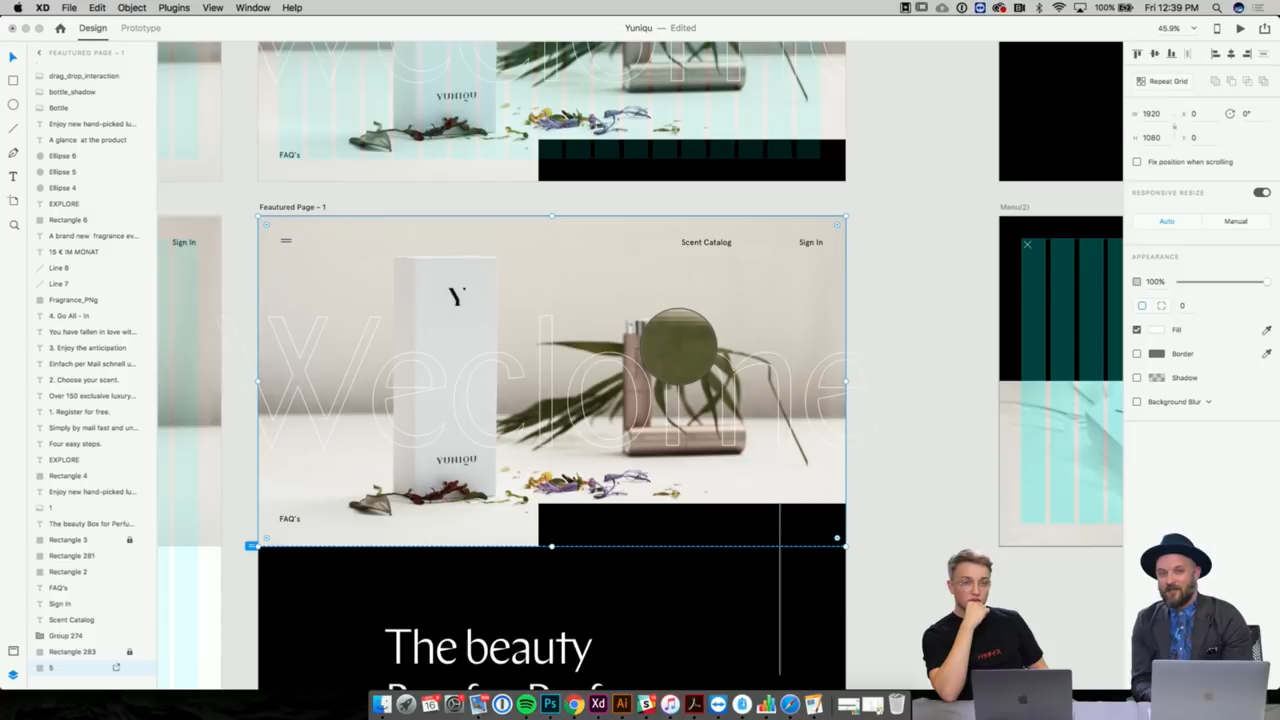 XD File Edit Object Plugins View Window Help
100% Fri 12:39 PM
Design Prototype
Yuniqu — Edited
45.9%
FEAUTURED PAGE – 1
drag_drop_interaction
bottle_shadow
Bottle
Enjoy new hand-picked lu...
A glance at the product
Ellipse 6
Ellipse 5
Ellipse 4
EXPLORE
Rectangle 6
A brand new fragrance ev...
15 € IM MONAT
Line 8
Line 7
Fragrance_PNg
4. Go All - in
You have fallen in love wit...
3. Enjoy the anticipation
Einfach per Mail schnell u...
2. Choose your scent.
Over 150 exclusive luxury...
1. Register for free.
Simply by mail fast and un...
Four easy steps.
EXPLORE
Rectangle 4
Enjoy new hand-picked lu...
1
The beauty Box for Perfu...
Rectangle 3
Rectangle 281
Rectangle 2
FAQ's
Sign In
Scent Catalog
Group 274
Rectangle 283
5
Sign In
YUNIQU
FAQ's
Feautured Page – 1
Scent Catalog
Sign In
Y
Weclome
YUNIQU
FAQ's
The beauty
Menu(2)
Repeat Grid
W 1920 X 0 0°
H 1080 Y 0
Fix position when scrolling
RESPONSIVE RESIZE
Auto Manual
APPEARANCE
100%
0
Fill
Border
Shadow
Background Blur
16
Ps
Xd
Ai